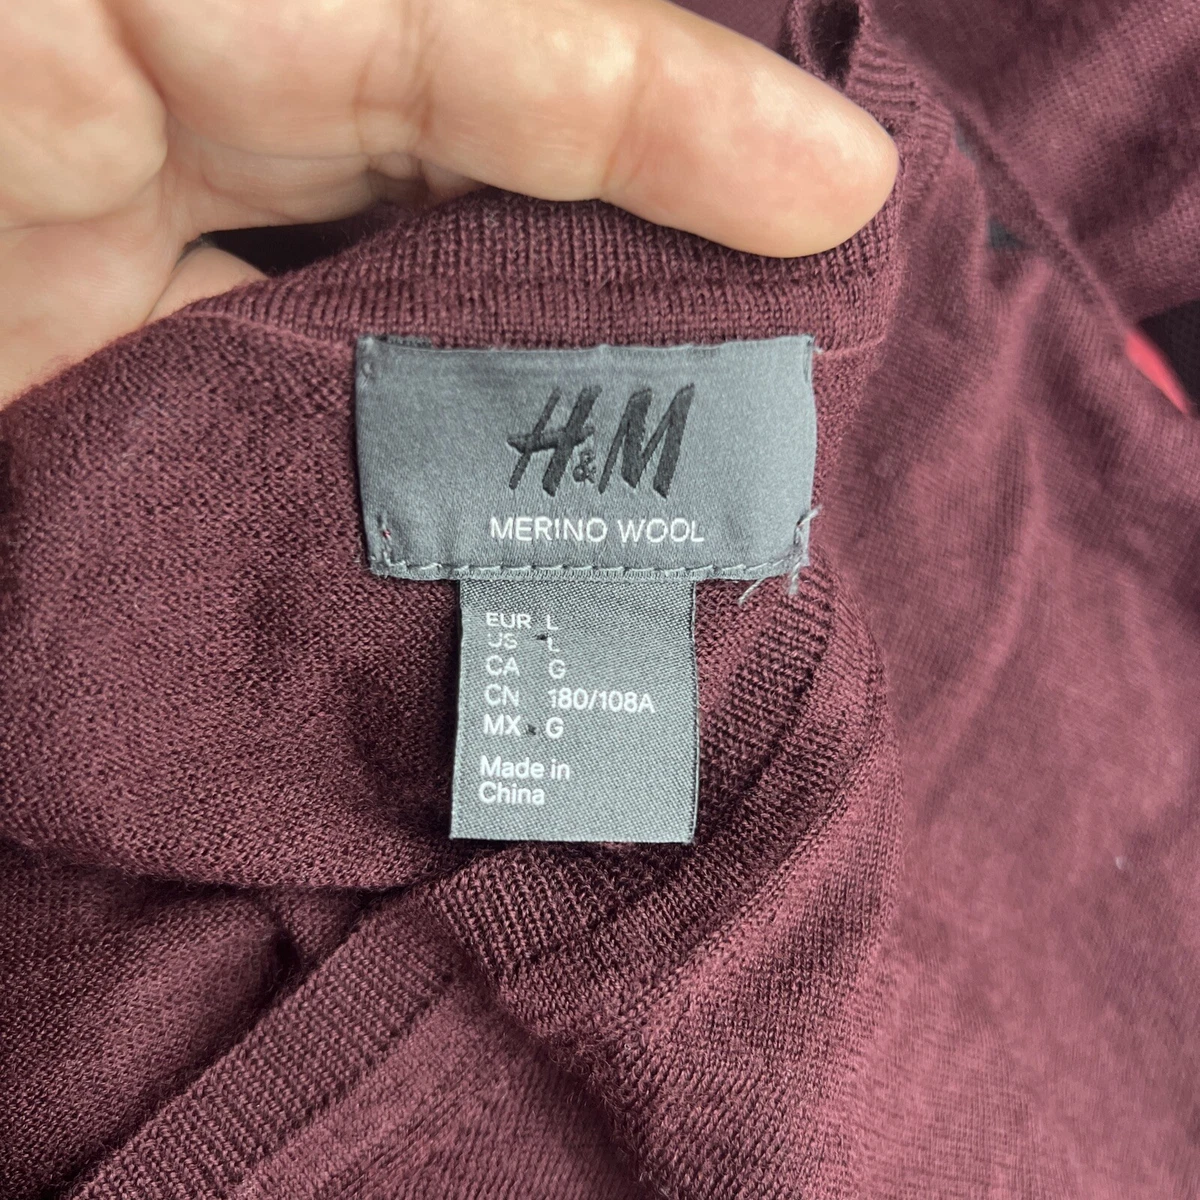 H&M
MERINO WOOL
EUR L
US L
CA G
CN 180/108A
MX G
Made in
China